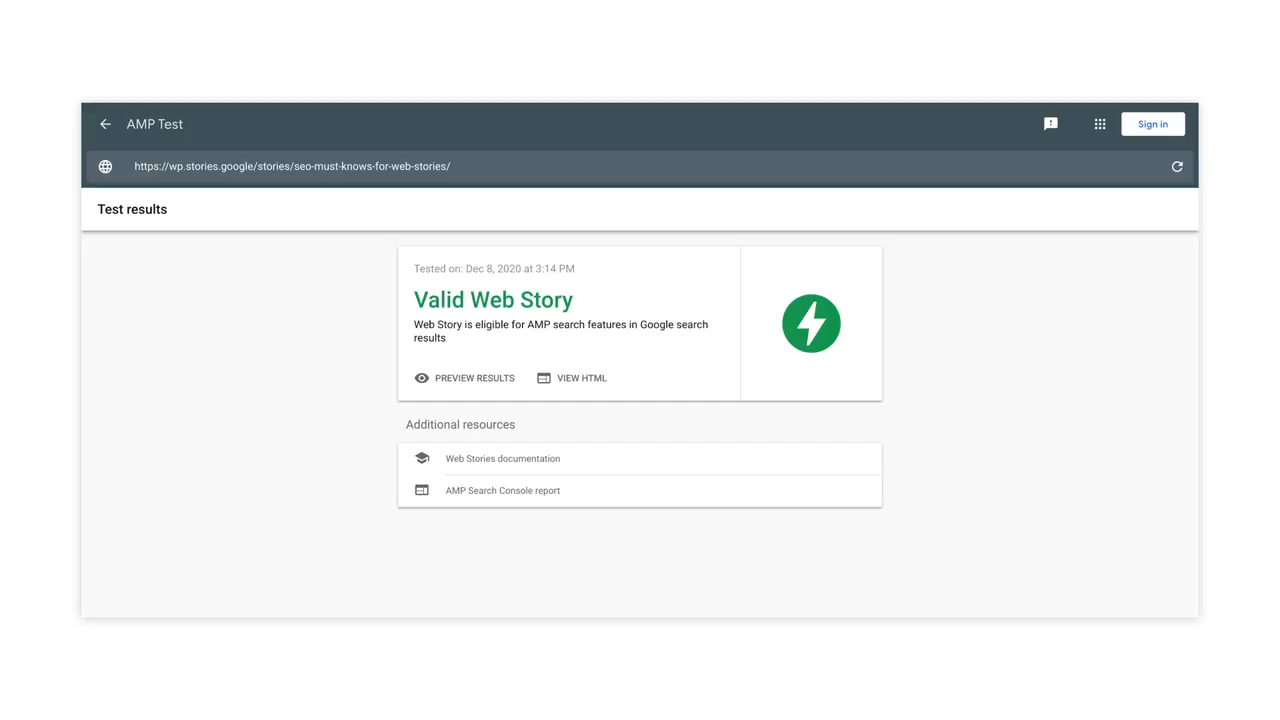 AMP Test
Sign in
https://wp.stories.google/stories/seo-must-knows-for-web-stories/
Test results
Tested on: Dec 8, 2020 at 3:14 PM
Valid Web Story
Web Story is eligible for AMP search features in Google search
results
PREVIEW RESULTS VIEW HTML
Additional resources
Web Stories documentation
AMP Search Console report